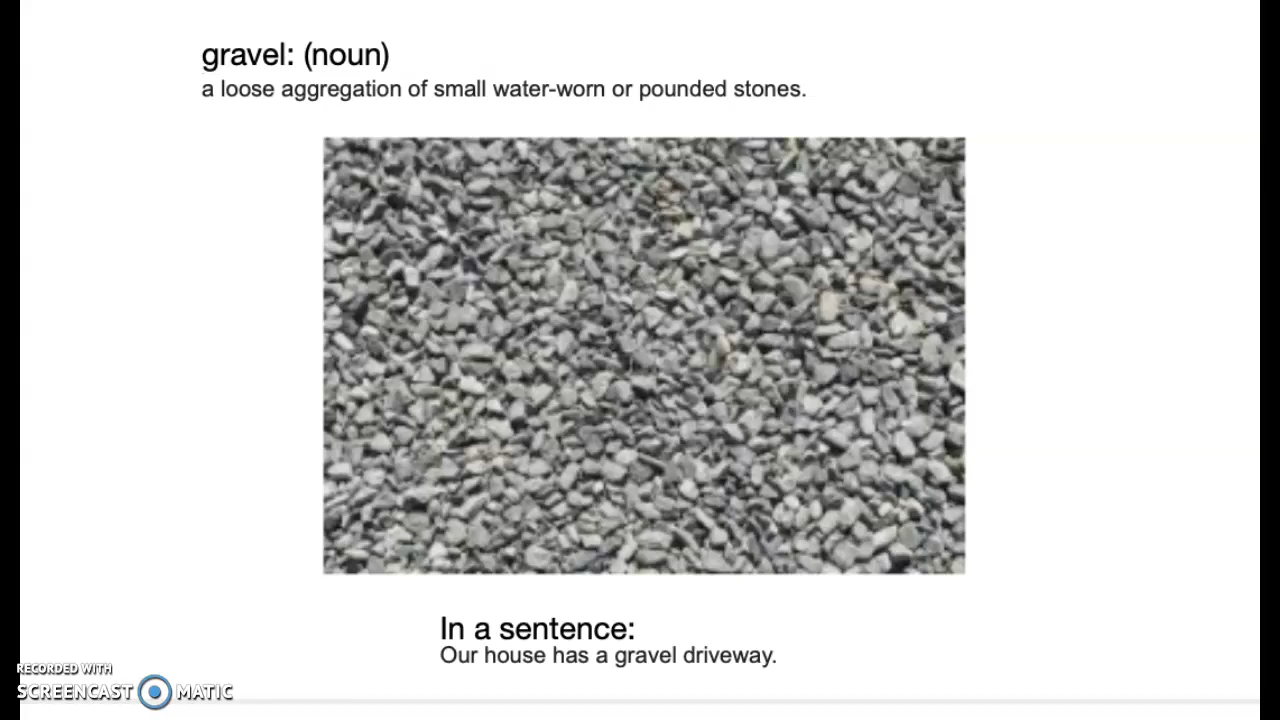 gravel: (noun)
a loose aggregation of small water-worn or pounded stones.
In a sentence:
Our house has a gravel driveway.
RECORDED WITH
SCREENCAST MATIC